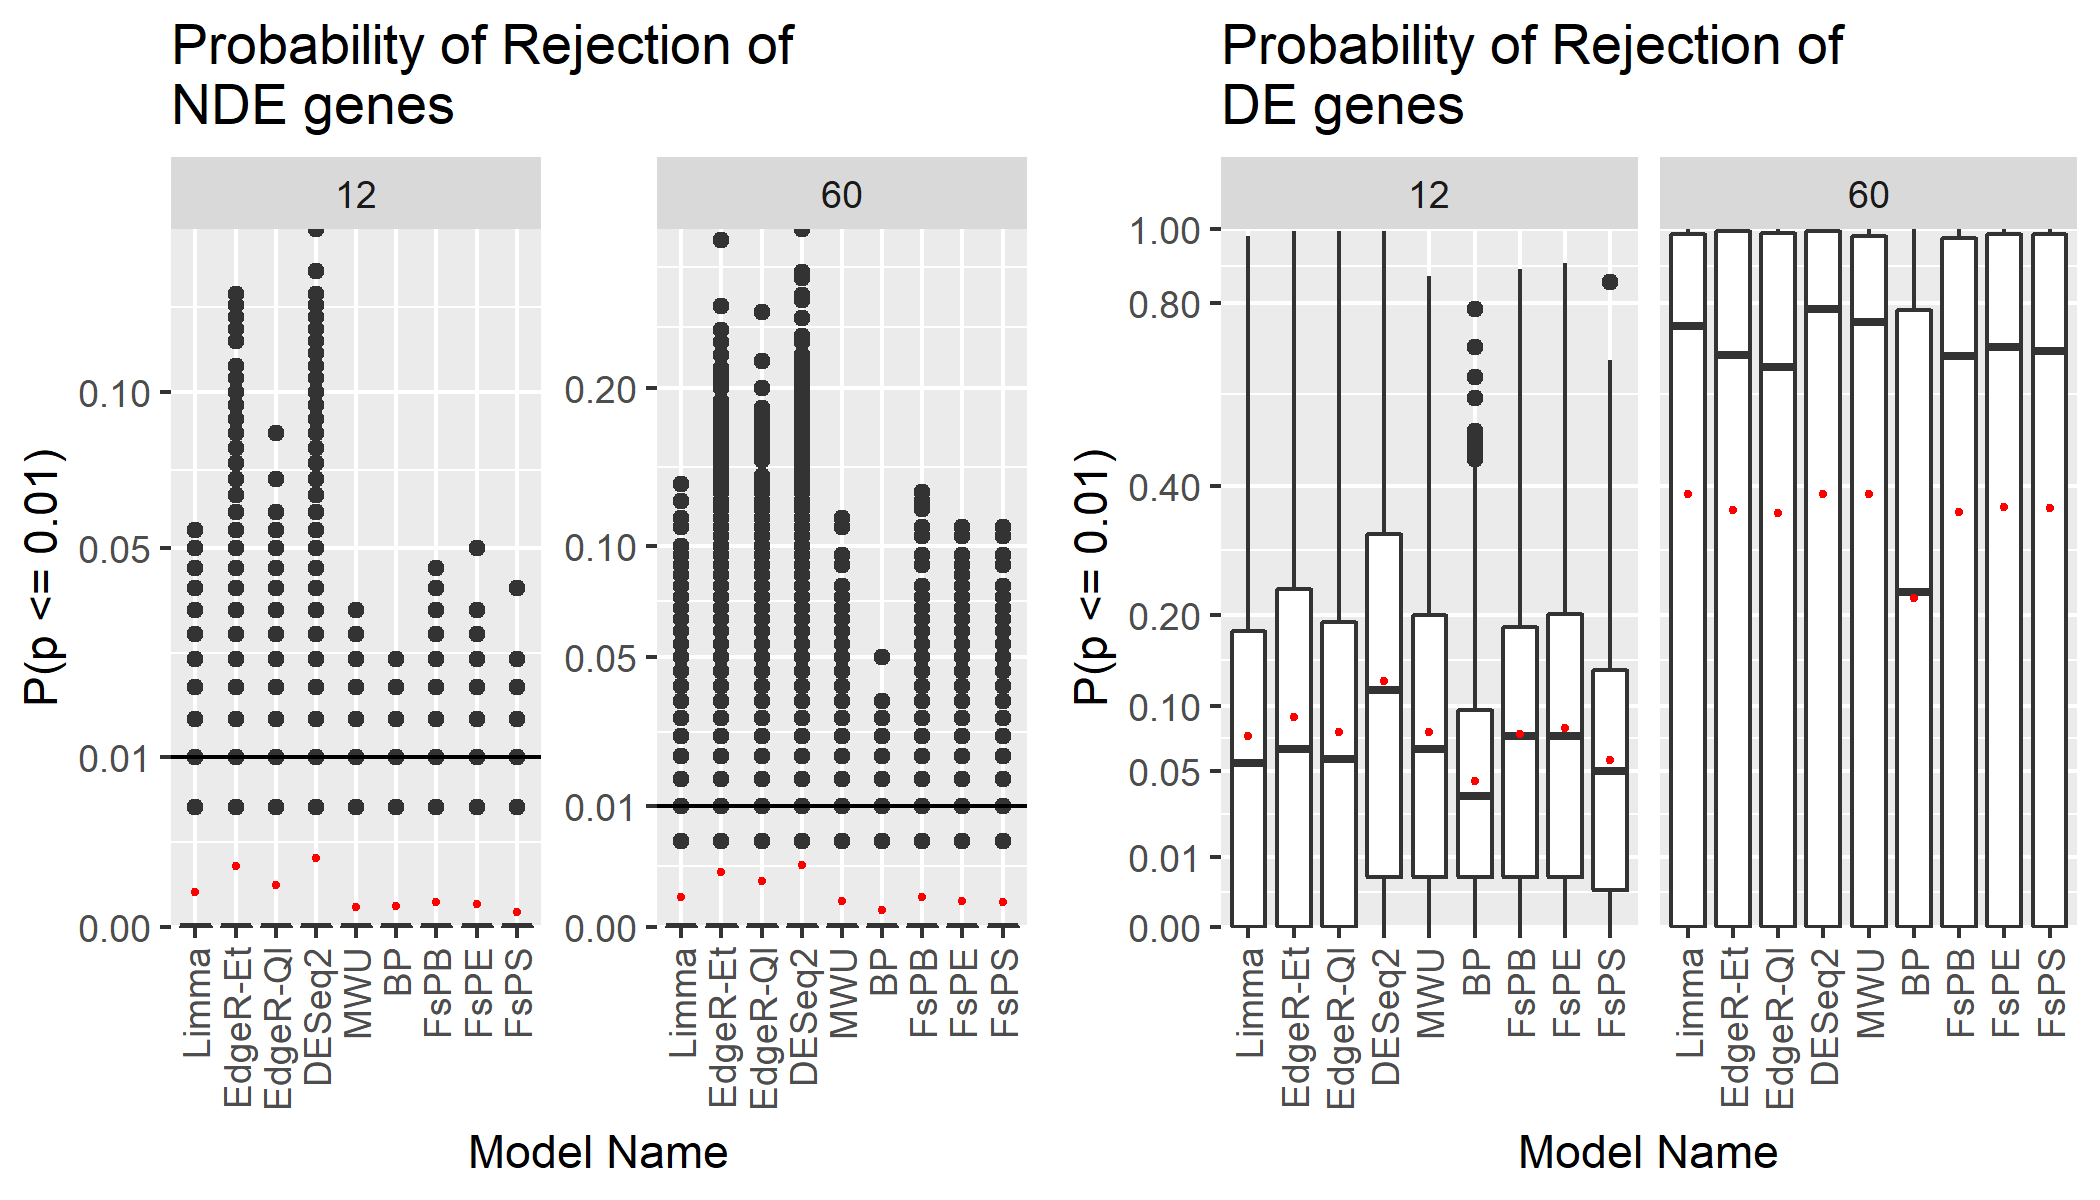 Probability of Rejection of
NDE genes
12
60
P(p <= 0.01)
0.10
0.05
0.01
0.00
0.20
0.10
0.05
0.01
0.00
Limma
EdgeR-Et
EdgeR-Ql
DESeq2
MWU
BP
FsPB
FsPE
FsPS
Limma
EdgeR-Et
EdgeR-Ql
DESeq2
MWU
BP
FsPB
FsPE
FsPS
Model Name
Probability of Rejection of
DE genes
12
60
P(p <= 0.01)
1.00
0.80
0.40
0.20
0.10
0.05
0.01
0.00
Limma
EdgeR-Et
EdgeR-Ql
DESeq2
MWU
BP
FsPB
FsPE
FsPS
Limma
EdgeR-Et
EdgeR-Ql
DESeq2
MWU
BP
FsPB
FsPE
FsPS
Model Name